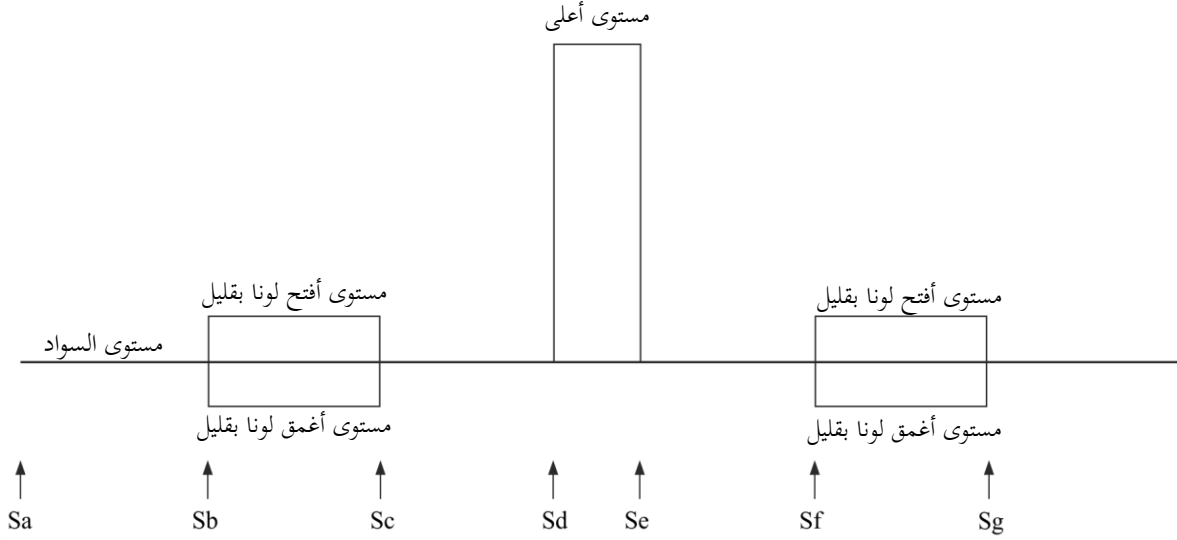 مستوى أعلى
مستوى أفتح لونا بقليل
مستوى أفتح لونا بقليل
مستوى السواد
مستوى أغمق لونا بقليل
مستوى أغمق لونا بقليل
Sa
Sb
Sc
Sd
Se
Sf
Sg